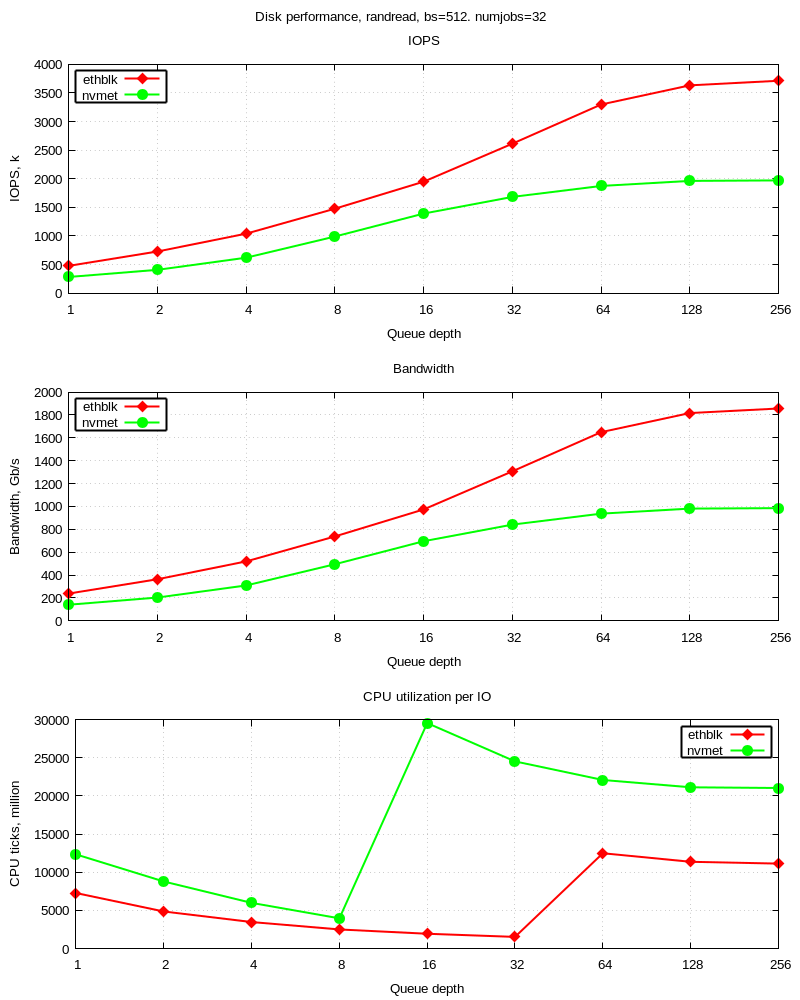 Disk performance, randread, bs=512. numjobs=32
IOPS
4000
3500
3000
2500
2000
1500
1000
500
0
IOPS, k
ethblk
nvmet
1 2 4 8 16 32 64 128 256
Queue depth
Bandwidth
2000
1800
1600
1400
1200
1000
800
600
400
200
0
Bandwidth, Gb/s
ethblk
nvmet
1 2 4 8 16 32 64 128 256
Queue depth
CPU utilization per IO
30000
25000
20000
15000
10000
5000
0
CPU ticks, million
ethblk
nvmet
1 2 4 8 16 32 64 128 256
Queue depth